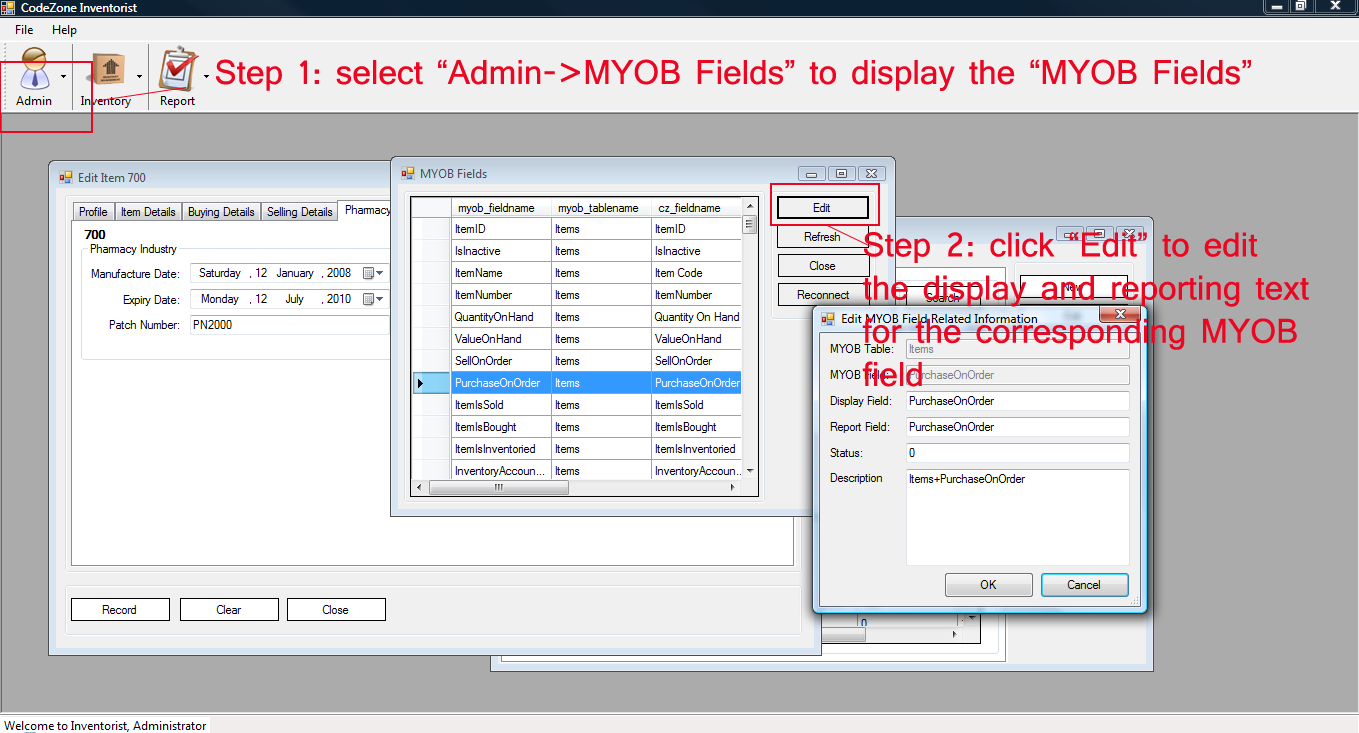 CodeZone Inventorist
File Help
Admin Inventory Report
Step 1: select “Admin->MYOB Fields” to display the “MYOB Fields”
Edit Item 700
Profile Item Details Buying Details Selling Details Pharmacy
700
Pharmacy Industry
Manufacture Date: Saturday , 12 January , 2008
Expiry Date: Monday , 12 July , 2010
Patch Number: PN2000
Record Clear Close
MYOB Fields
myob_fieldname myob_tablename cz_fieldname
ItemID Items ItemID
IsInactive Items IsInactive
ItemName Items Item Code
ItemNumber Items ItemNumber
QuantityOnHand Items Quantity On Hand
ValueOnHand Items ValueOnHand
SellOnOrder Items SellOnOrder
PurchaseOnOrder Items PurchaseOnOrder
ItemIsSold Items ItemIsSold
ItemIsBought Items ItemIsBought
ItemIsInventoried Items ItemIsInventoried
InventoryAccoun... Items InventoryAccoun..
Edit
Refresh
Close
Reconnect
Step 2: click “Edit” to edit
the display and reporting text
for the corresponding MYOB
field
New
Search
Edit MYOB Field Related Information
MYOB Table: Items
MYOB Field: PurchaseOnOrder
Display Field: PurchaseOnOrder
Report Field: PurchaseOnOrder
Status: 0
Description Items+PurchaseOnOrder
OK Cancel
0
Welcome to Inventorist, Administrator